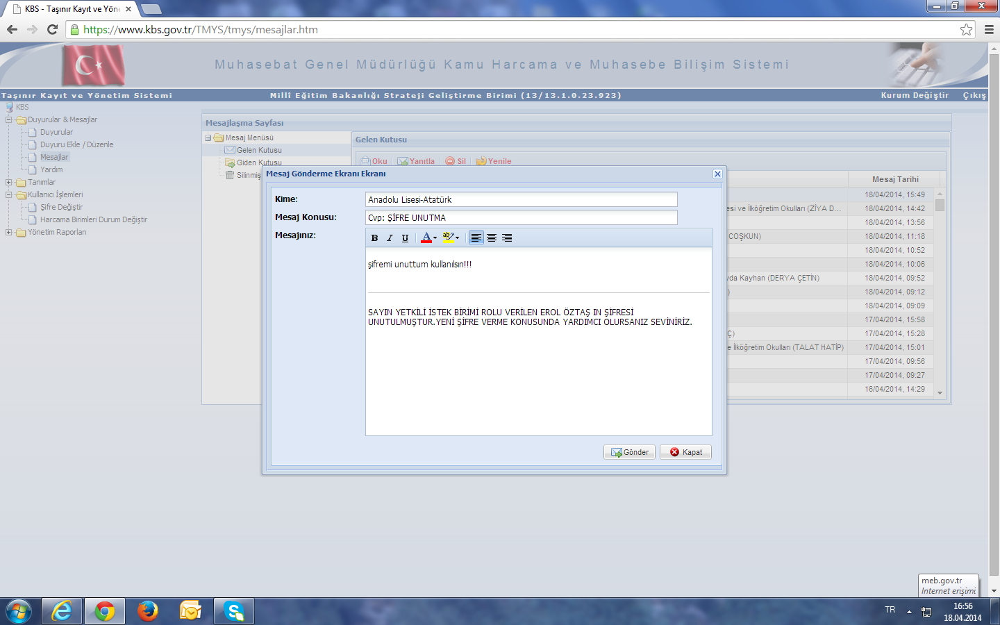 KBS - Taşınır Kayıt ve Yöne
https://www.kbs.gov.tr/TMYS/tmys/mesajlar.htm
Muhasebat Genel Müdürlüğü Kamu Harcama ve Muhasebe Bilişim Sistemi
Taşınır Kayıt ve Yönetim Sistemi
Millî Eğitim Bakanlığı Strateji Geliştirme Birimi (13/13.1.0.23.923)
Kurum Değiştir
Çıkış
KBS
Duyurular & Mesajlar
Duyurular
Duyuru Ekle / Düzenle
Mesajlar
Yardım
Tanımlar
Kullanıcı İşlemleri
Şifre Değiştir
Harcama Birimleri Durum Değiştir
Yönetim Raporları
Mesajlaşma Sayfası
Mesaj Menüsü
Gelen Kutusu
Giden Kutusu
Silinmiş
Gelen Kutusu
Oku
Yanıtla
Sil
Yenile
Mesaj Tarihi
18/04/2014, 15:49
esi ve İlköğretim Okulları (ZİYA D... 18/04/2014, 14:42
18/04/2014, 13:56
COŞKUN) 18/04/2014, 11:18
18/04/2014, 10:52
18/04/2014, 10:06
yda Kayhan (DERYA ÇETİN) 18/04/2014, 09:52
) 18/04/2014, 09:12
18/04/2014, 09:09
17/04/2014, 15:58
Ç) 17/04/2014, 15:28
e İlköğretim Okulları (TALAT HATİP) 17/04/2014, 15:01
17/04/2014, 09:56
17/04/2014, 09:27
16/04/2014, 14:29
Mesaj Gönderme Ekranı Ekranı
Kime: Anadolu Lisesi-Atatürk
Mesaj Konusu: Cvp: ŞİFRE UNUTMA
Mesajınız:
B I U A ab
şifremi unuttum kullanılsın!!!
SAYIN YETKİLİ İSTEK BİRİMİ ROLU VERİLEN EROL ÖZTAŞ IN ŞİFRESİ
UNUTULMUŞTUR.YENİ ŞİFRE VERME KONUSUNDA YARDIMCI OLURSANIZ SEVİNİRİZ.
Gönder
Kapat
meb.gov.tr
Internet erişimi
TR
16:56
18.04.2014